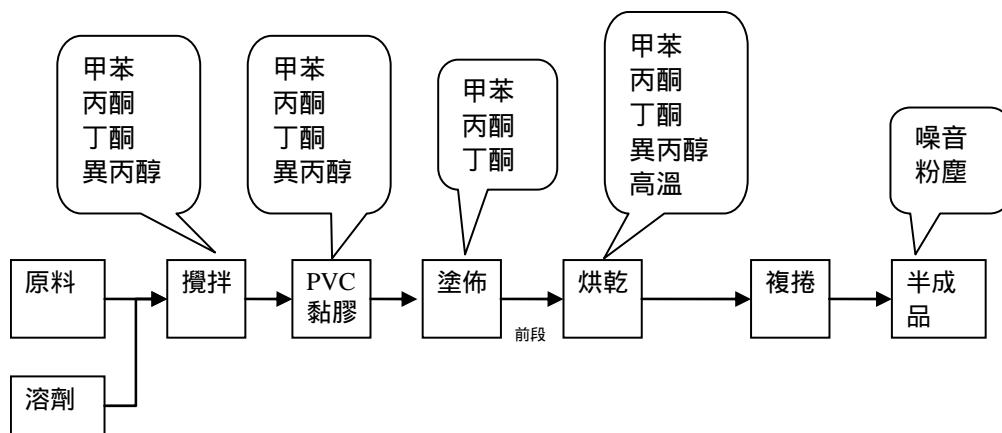 甲苯
丙酮
丁酮
異丙醇
甲苯
丙酮
丁酮
異丙醇
甲苯
丙酮
丁酮
甲苯
丙酮
丁酮
異丙醇
高溫
噪音
粉塵
原料
攪拌
PVC
黏膠
塗佈
前段
烘乾
複捲
半成
品
溶劑